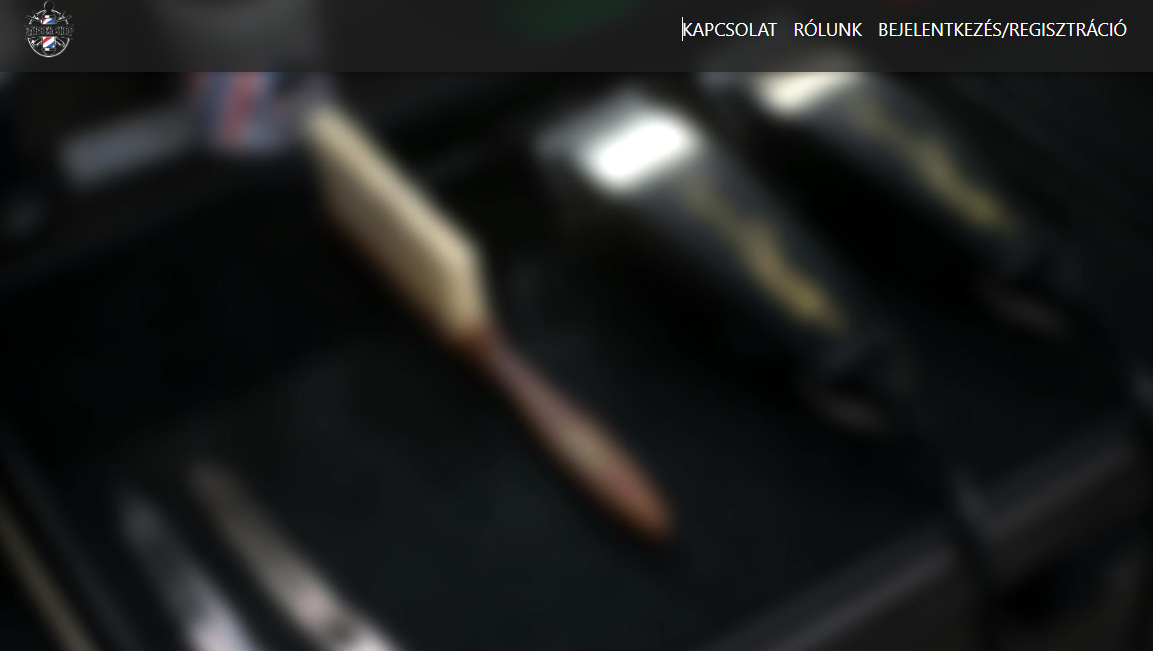 KAPCSOLAT RÓLUNK BEJELENTKEZÉS/REGISZTRÁCIÓ